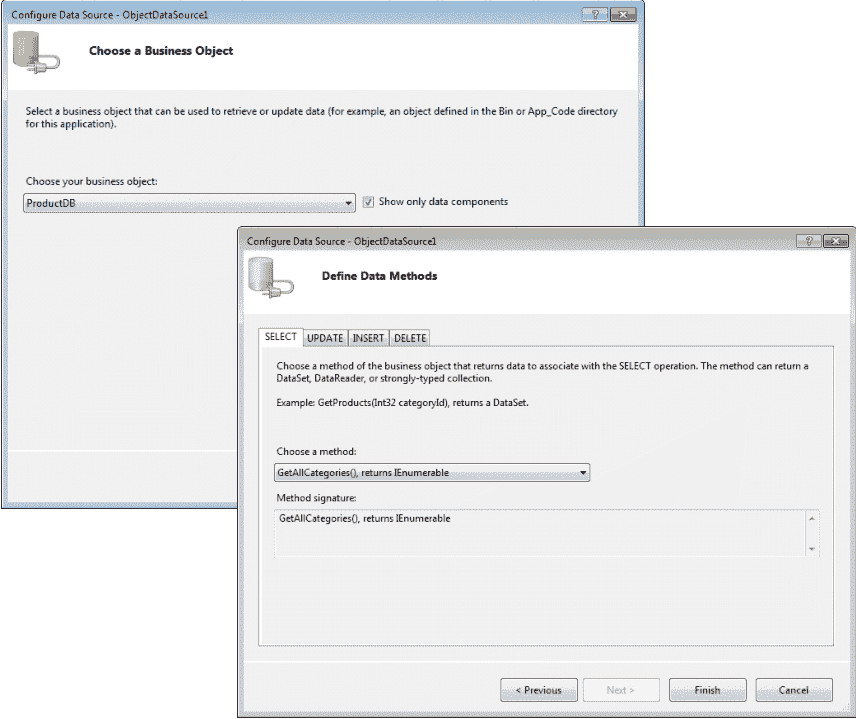 Configure Data Source - ObjectDataSource1
Choose a Business Object
Select a business object that can be used to retrieve or update data (for example, an object defined in the Bin or App_Code directory
for this application).
Choose your business object:
ProductDB
Show only data components
Configure Data Source - ObjectDataSource1
Define Data Methods
SELECT UPDATE INSERT DELETE
Choose a method of the business object that returns data to associate with the SELECT operation. The method can return a
DataSet, DataReader, or strongly-typed collection.
Example: GetProducts(Int32 categoryId), returns a DataSet.
Choose a method:
GetAllCategories(), returns IEnumerable
Method signature:
GetAllCategories(), returns IEnumerable
< Previous Next > Finish Cancel